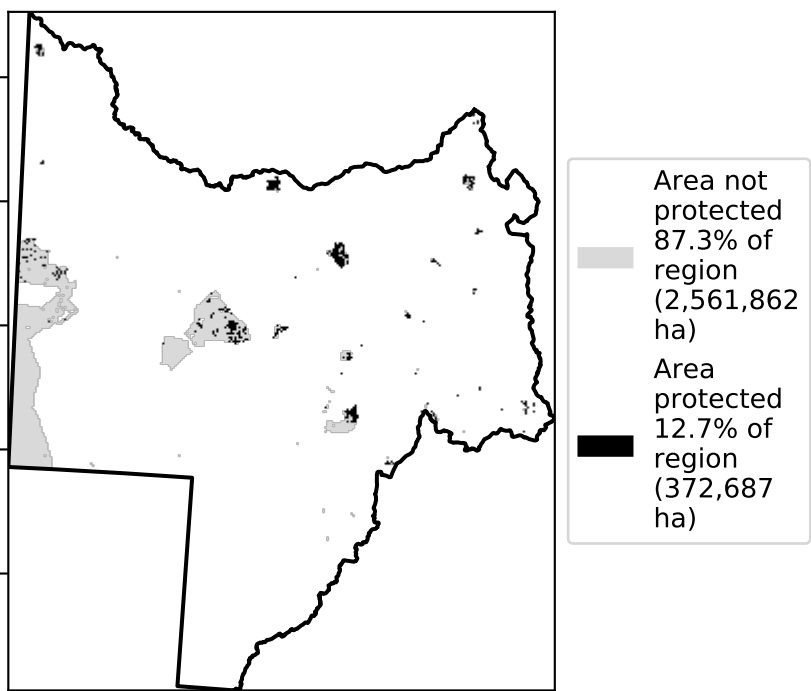 Area not
protected
87.3% of
region
(2,561,862
ha)
Area
protected
12.7% of
region
(372,687
ha)